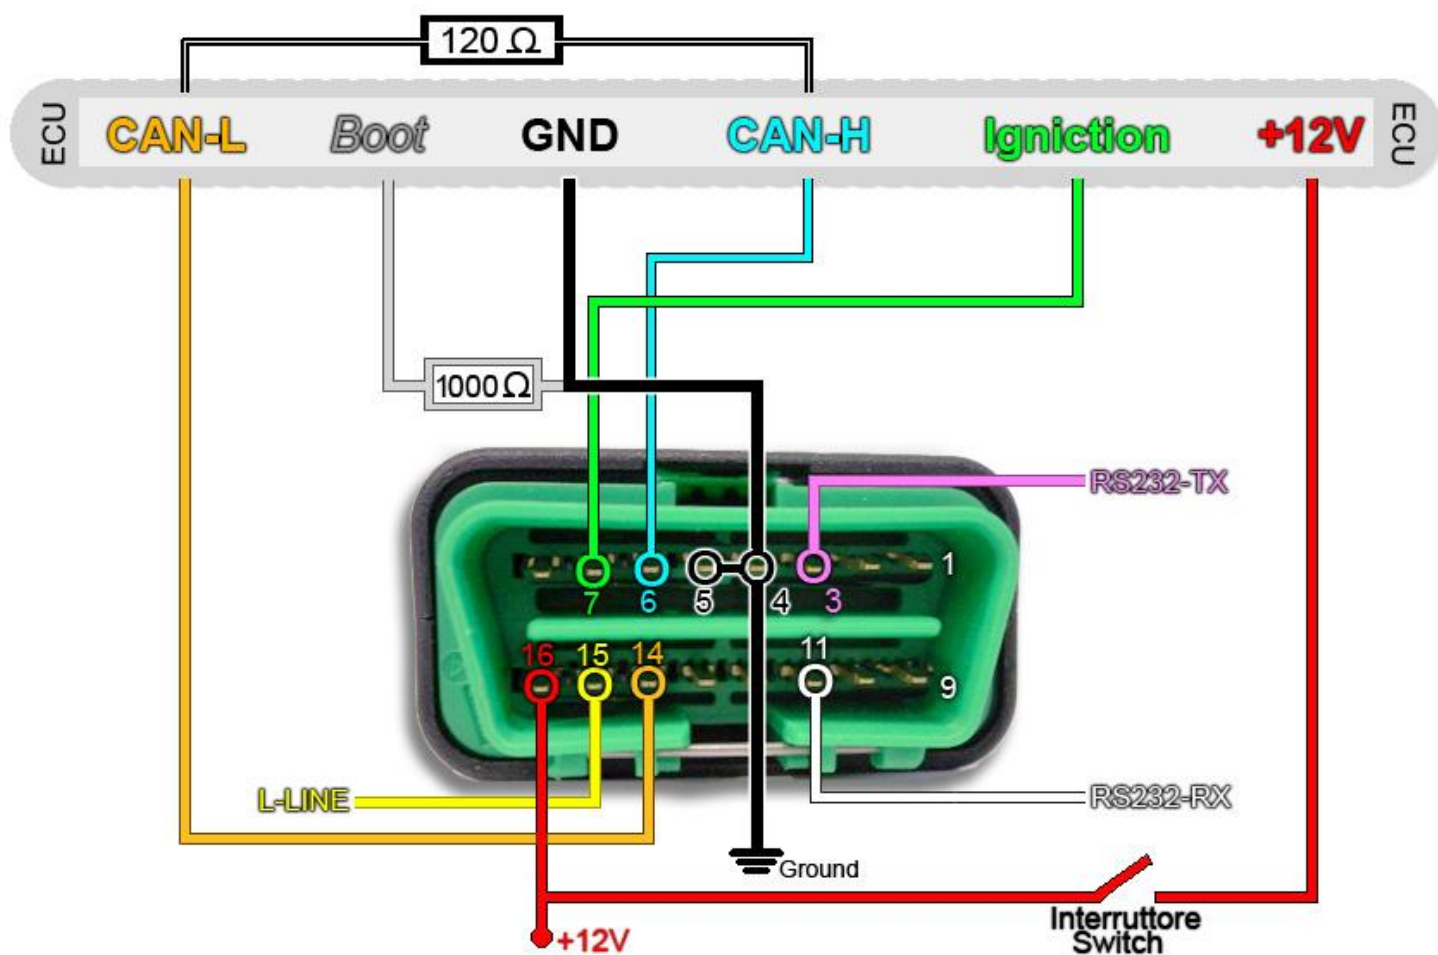 120 Ω
ECU
CAN-L
Boot
GND
CAN-H
Igniction
+12V
ECU
1000 Ω
RS232-TX
1
7
6
5
4
3
16
15
14
11
9
L-LINE
RS232-RX
Ground
Interruttore
Switch
+12V